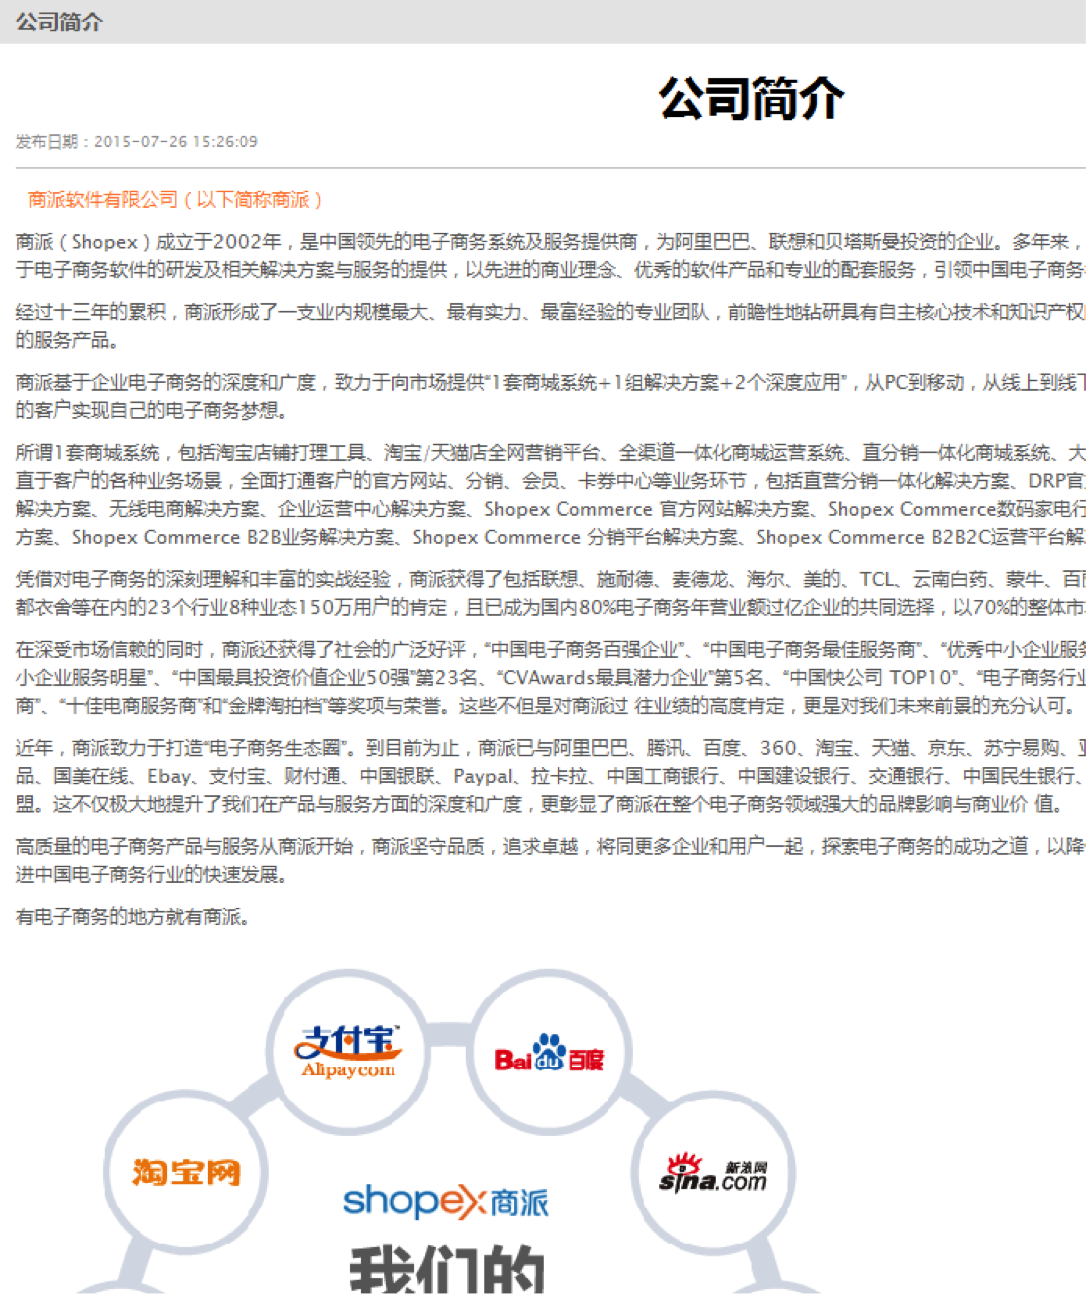 公司简介
公司简介
发布日期：2015-07-26 15:26:09
商派软件有限公司（以下简称商派）
商派（Shopex）成立于2002年，是中国领先的电子商务系统及服务提供商，为阿里巴巴、联想和贝塔斯曼投资的企业。多年来，
于电子商务软件的研发及相关解决方案与服务的提供，以先进的商业理念、优秀的软件产品和专业的配套服务，引领中国电子商务
经过十三年的累积，商派形成了一支业内规模最大、最有实力、最富经验的专业团队，前瞻性地钻研具有自主核心技术和知识产权
的服务产品。
商派基于企业电子商务的深度和广度，致力于向市场提供“1套商城系统+1组解决方案+2个深度应用”，从PC到移动，从线上到线下
的客户实现自己的电子商务梦想。
所谓1套商城系统，包括淘宝店铺打理工具、淘宝/天猫店全网营销平台、全渠道一体化商城运营系统、直分销一体化商城系统、大
直于客户的各种业务场景，全面打通客户的官方网站、分销、会员、卡券中心等业务环节，包括直营分销一体化解决方案、DRP官
解决方案、无线电商解决方案、企业运营中心解决方案、Shopex Commerce 官方网站解决方案、Shopex Commerce数码家电行
方案、Shopex Commerce B2B业务解决方案、Shopex Commerce 分销平台解决方案、Shopex Commerce B2B2C运营平台解
凭借对电子商务的深刻理解和丰富的实战经验，商派获得了包括联想、施耐德、麦德龙、海尔、美的、TCL、云南白药、蒙牛、百
都衣舍等在内的23个行业8种业态150万用户的肯定，且已成为国内80%电子商务年营业额过亿企业的共同选择，以70%的整体市
在深受市场信赖的同时，商派还获得了社会的广泛好评，“中国电子商务百强企业”、“中国电子商务最佳服务商”、“优秀中小企业服务
小企业服务明星”、“中国最具投资价值企业50强”第23名、“CVAwards最具潜力企业”第5名、“中国快公司 TOP10”、“电子商务行业
商”、“十佳电商服务商”和“金牌淘拍档”等奖项与荣誉。这些不但是对商派过 往业绩的高度肯定，更是对我们未来前景的充分认可。
近年，商派致力于打造“电子商务生态圈”。到目前为止，商派已与阿里巴巴、腾讯、百度、360、淘宝、天猫、京东、苏宁易购、亚
品、国美在线、Ebay、支付宝、财付通、中国银联、Paypal、拉卡拉、中国工商银行、中国建设银行、交通银行、中国民生银行、
盟。这不仅极大地提升了我们在产品与服务方面的深度和广度，更彰显了商派在整个电子商务领域强大的品牌影响与商业价 值。
高质量的电子商务产品与服务从商派开始，商派坚守品质，追求卓越，将同更多企业和用户一起，探索电子商务的成功之道，以降
进中国电子商务行业的快速发展。
有电子商务的地方就有商派。
支付宝™
Alipay.com
Bai du 百度
淘宝网
新浪网
sina.com
shopex商派
我们的